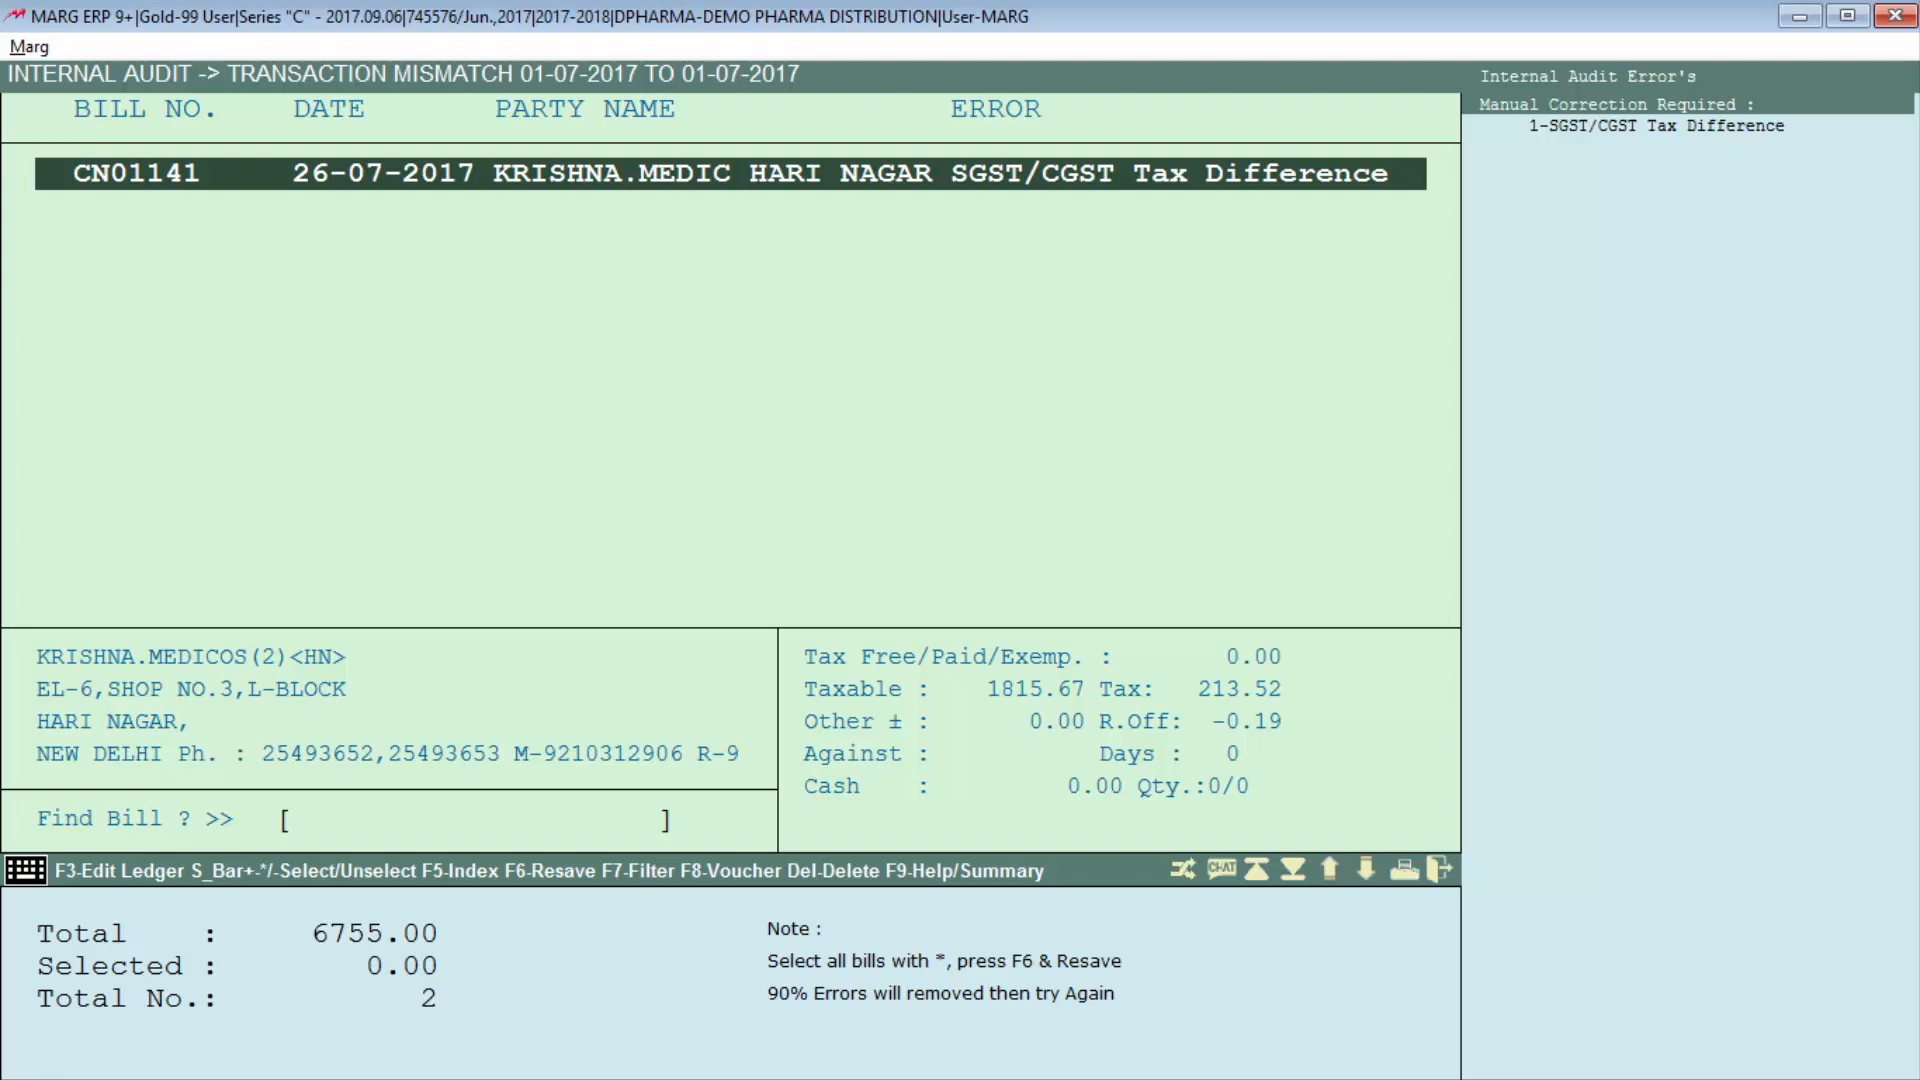 MARG ERP 9+|Gold-99 User|Series "C" - 2017.09.06|745576/Jun.,2017|2017-2018|DPHARMA-DEMO PHARMA DISTRIBUTION|User-MARG
Marg
INTERNAL AUDIT -> TRANSACTION MISMATCH 01-07-2017 TO 01-07-2017
BILL NO. DATE PARTY NAME ERROR
CN01141 26-07-2017 KRISHNA.MEDIC HARI NAGAR SGST/CGST Tax Difference
Internal Audit Error's
Manual Correction Required :
1-SGST/CGST Tax Difference
KRISHNA.MEDICOS(2)<HN>
EL-6,SHOP NO.3,L-BLOCK
HARI NAGAR,
NEW DELHI Ph. : 25493652,25493653 M-9210312906 R-9
Find Bill ? >> [ ]
Tax Free/Paid/Exemp. : 0.00
Taxable : 1815.67 Tax: 213.52
Other ± : 0.00 R.Off: -0.19
Against : Days : 0
Cash : 0.00 Qty.:0/0
F3-Edit Ledger S_Bar+-*/-Select/Unselect F5-Index F6-Resave F7-Filter F8-Voucher Del-Delete F9-Help/Summary
CHAT
Total : 6755.00
Selected : 0.00
Total No.: 2
Note :
Select all bills with *, press F6 & Resave
90% Errors will removed then try Again